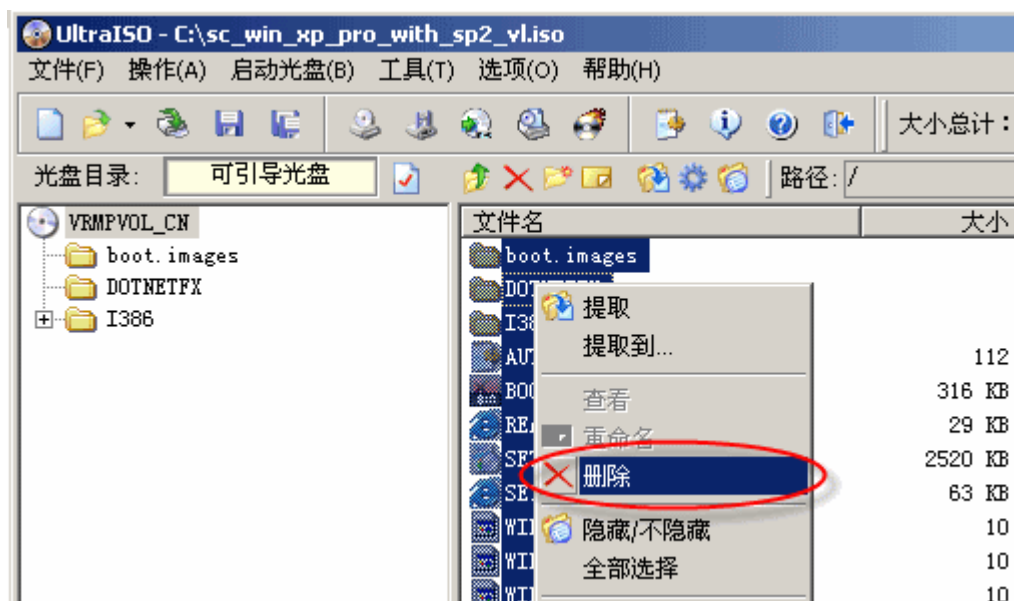 UltraISO - C:\sc_win_xp_pro_with_sp2_vl.iso
文件(F) 操作(A) 启动光盘(B) 工具(T) 选项(O) 帮助(H)
大小总计：
光盘目录: 可引导光盘 路径: /
VRMPVOL_CN
boot.images
DOTNETFX
I386
文件名 大小
boot.images
提取
提取到...
112
查看
316 KB
29 KB
重命名
删除
2520 KB
63 KB
隐藏/不隐藏
10
全部选择
10
10